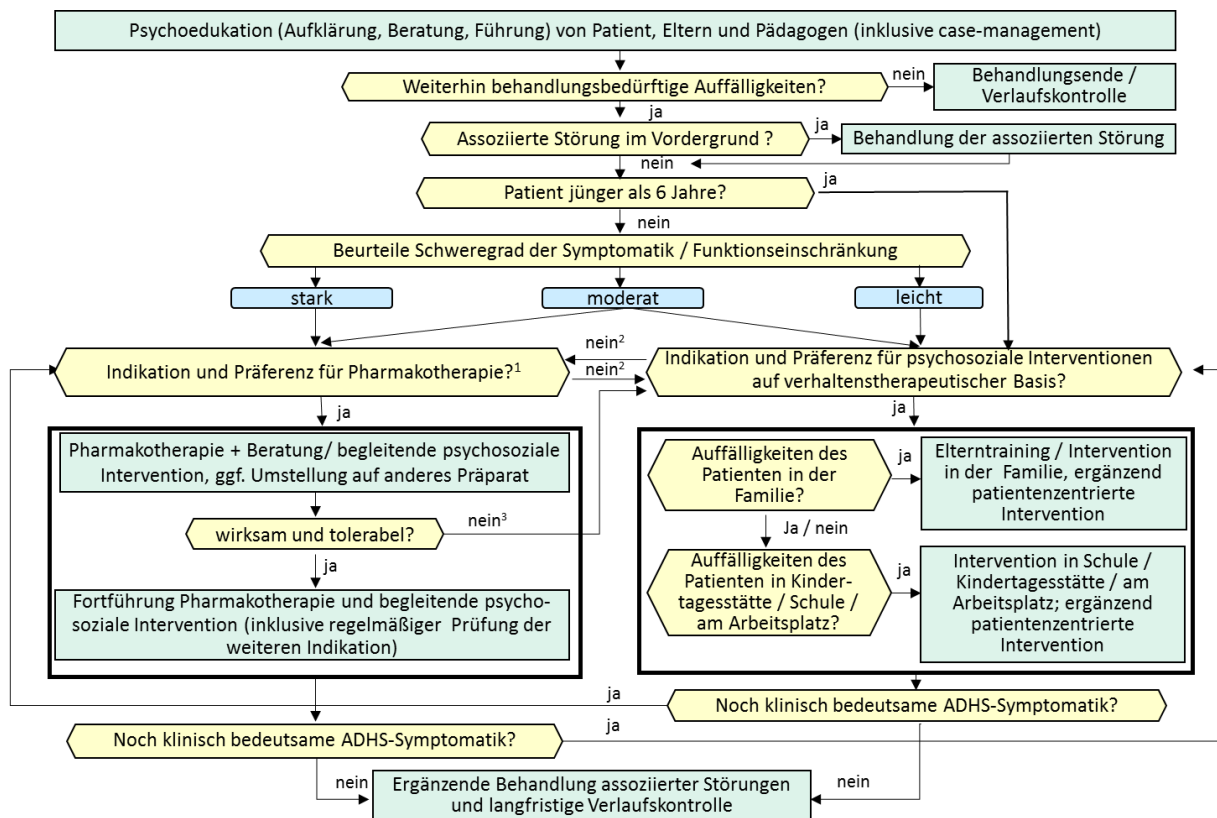 Psychoedukation (Aufklärung, Beratung, Führung) von Patient, Eltern und Pädagogen (inklusive case-management)
Weiterhin behandlungsbedürftige Auffälligkeiten?
nein
Behandlungsende /
Verlaufskontrolle
ja
Assoziierte Störung im Vordergrund ?
ja
Behandlung der assoziierten Störung
nein
Patient jünger als 6 Jahre?
ja
nein
Beurteile Schweregrad der Symptomatik / Funktionseinschränkung
stark
moderat
leicht
Indikation und Präferenz für Pharmakotherapie?¹
nein²
nein²
Indikation und Präferenz für psychosoziale Interventionen
auf verhaltenstherapeutischer Basis?
ja
Pharmakotherapie + Beratung/ begleitende psychosoziale
Intervention, ggf. Umstellung auf anderes Präparat
wirksam und tolerabel?
nein³
ja
Fortführung Pharmakotherapie und begleitende psycho-
soziale Intervention (inklusive regelmäßiger Prüfung der
weiteren Indikation)
ja
Auffälligkeiten des
Patienten in der
Familie?
ja
Elterntraining / Intervention
in der Familie, ergänzend
patientenzentrierte
Intervention
Ja / nein
Auffälligkeiten des
Patienten in Kinder-
tagesstätte / Schule /
am Arbeitsplatz?
ja
Intervention in Schule /
Kindertagesstätte / am
Arbeitsplatz; ergänzend
patientenzentrierte
Intervention
ja
Noch klinisch bedeutsame ADHS-Symptomatik?
Noch klinisch bedeutsame ADHS-Symptomatik?
ja
nein
Ergänzende Behandlung assoziierter Störungen
und langfristige Verlaufskontrolle
nein